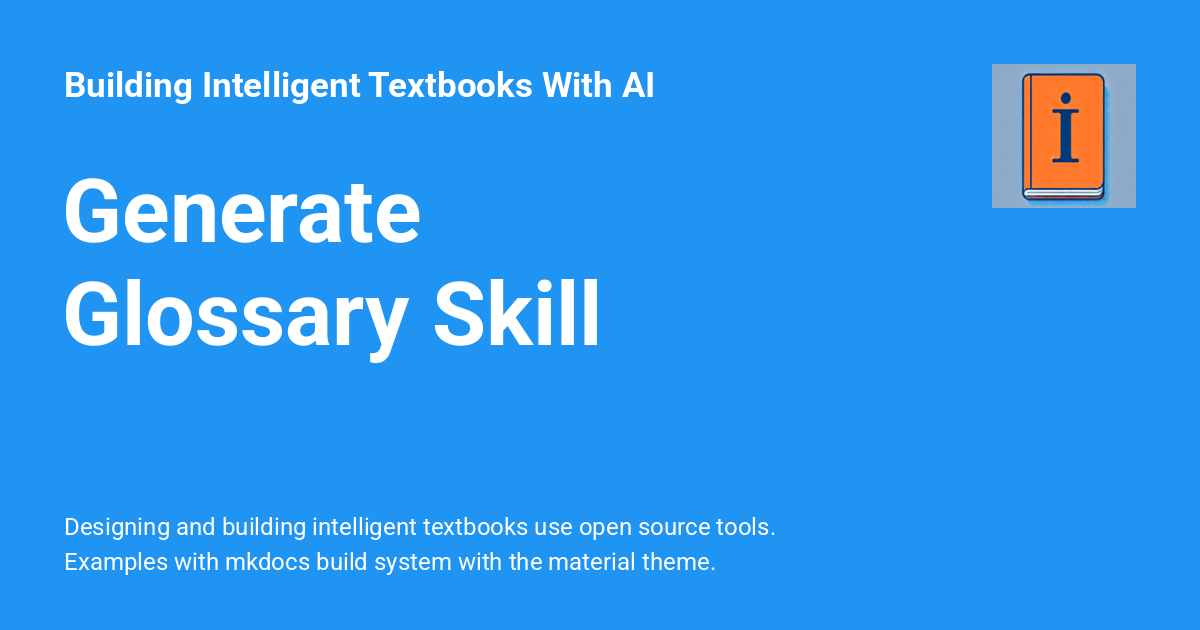 Building Intelligent Textbooks With AI
Generate
Glossary Skill
i
Designing and building intelligent textbooks use open source tools.
Examples with mkdocs build system with the material theme.